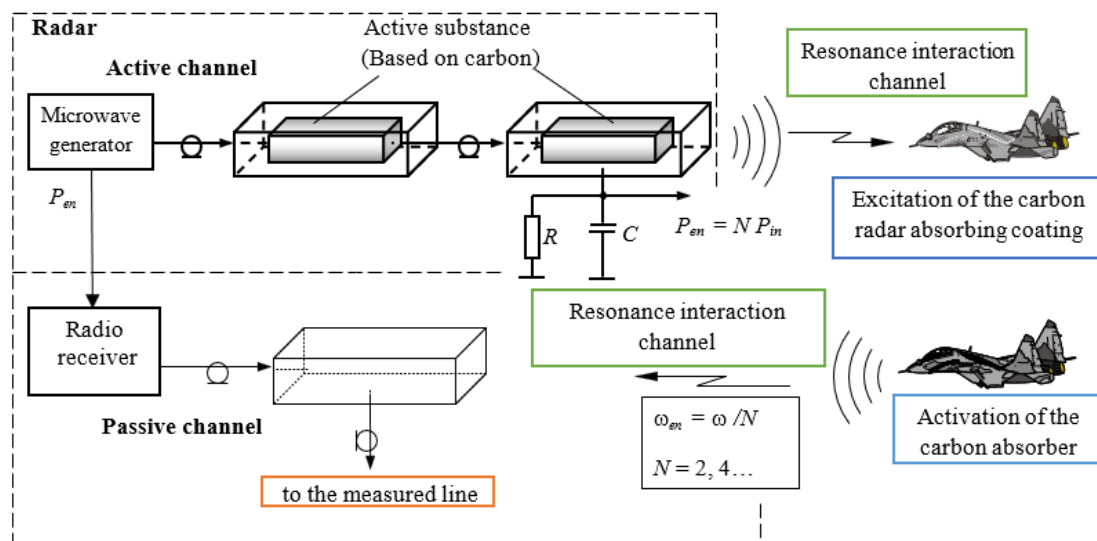 Radar
Active substance
(Based on carbon)
Active channel
Resonance interaction
channel
Microwave
generator
P_en
R
C
P_en = N P_in
Excitation of the carbon
radar absorbing coating
Radio
receiver
Resonance interaction
channel
Passive channel
ω_en = ω /N
N = 2, 4…
Activation of the
carbon absorber
to the measured line